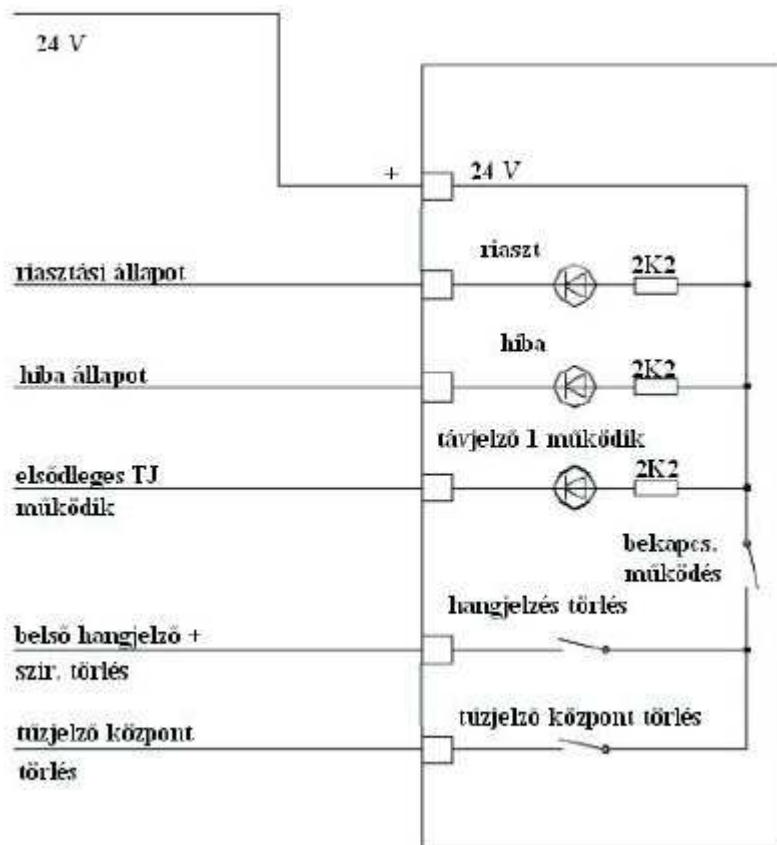 24 V
+
24 V
riaszt
2K2
riasztási állapot
hiba
2K2
hiba állapot
távjelző 1 működik
2K2
elsődleges TJ
működik
bekapcs.
működés
hangjelzés törlés
belső hangjelző +
szir. törlés
tűzjelző központ törlés
tűzjelző központ
törlés